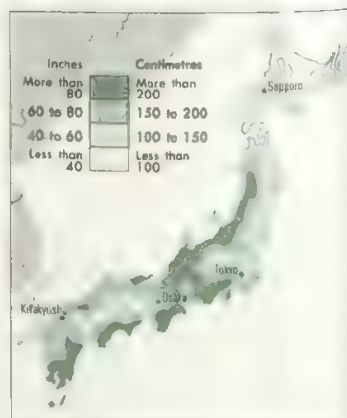 Inches Centimetres
More than 80 More than 200
60 to 80 150 to 200
40 to 60 100 to 150
Less than 40 Less than 100
Sapporo
Tokyo
Osaka
Kitakyushu